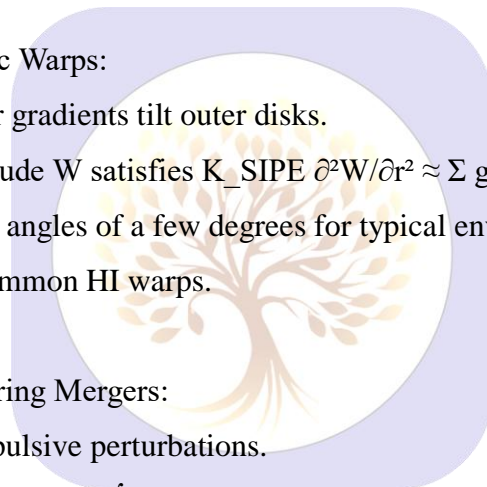 c Warps:
gradients tilt outer disks.
ude W satisfies K_SIPE ∂²W/∂r² ≈ Σ g
angles of a few degrees for typical en
mmon HI warps.
ring Mergers:
pulsive perturbations.